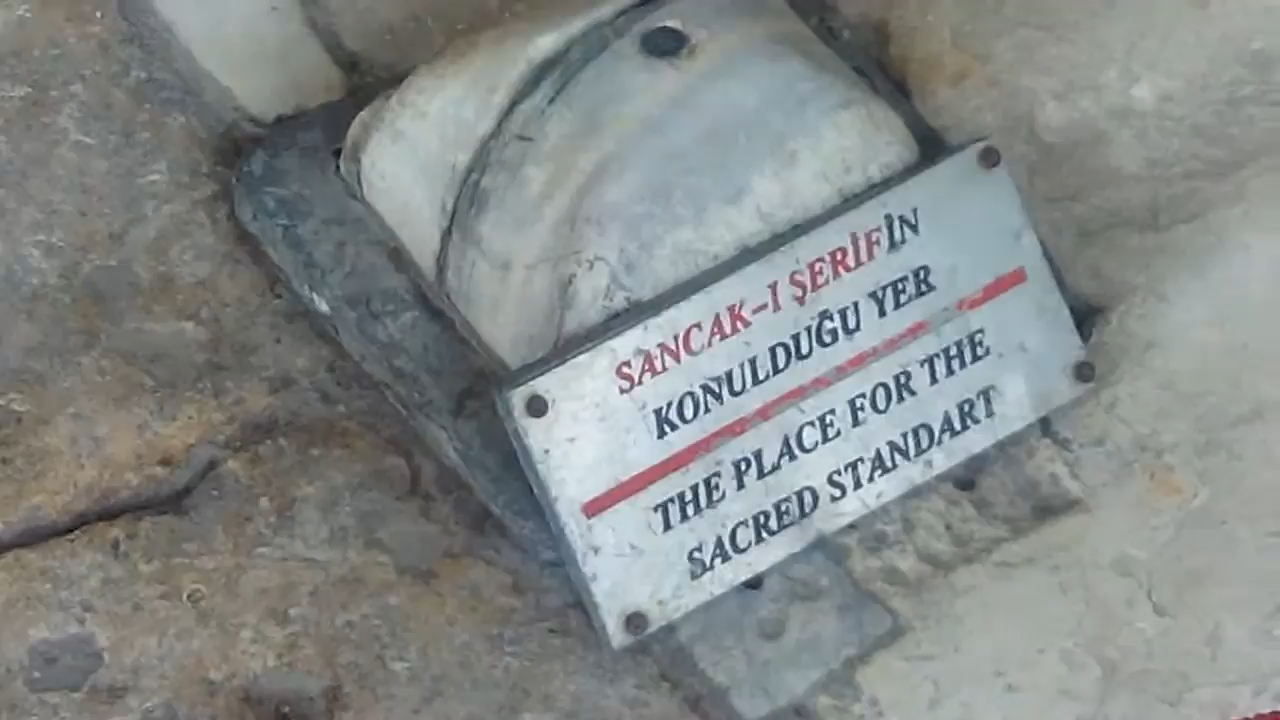 SANCAK-I ŞERİFİN
KONULDUĞU YER
THE PLACE FOR THE
SACRED STANDART